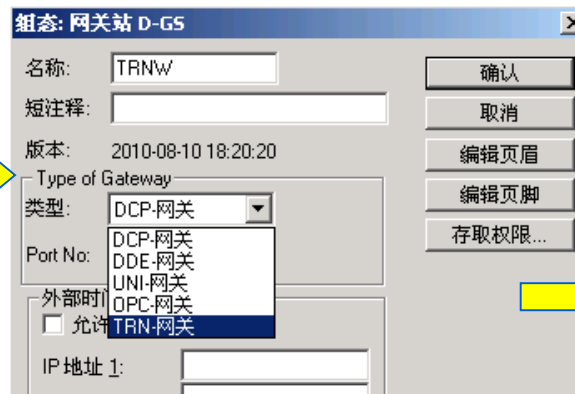 组态: 网关站 D-GS
名称: TRNW
确认
短注释:
取消
版本: 2010-08-10 18:20:20
编辑页眉
Type of Gateway
类型: DCP-网关
编辑页脚
DCP-网关
存取权限...
Port No:
DDE-网关
UNI-网关
外部时
OPC-网关
允许
TRN-网关
IP地址 1: